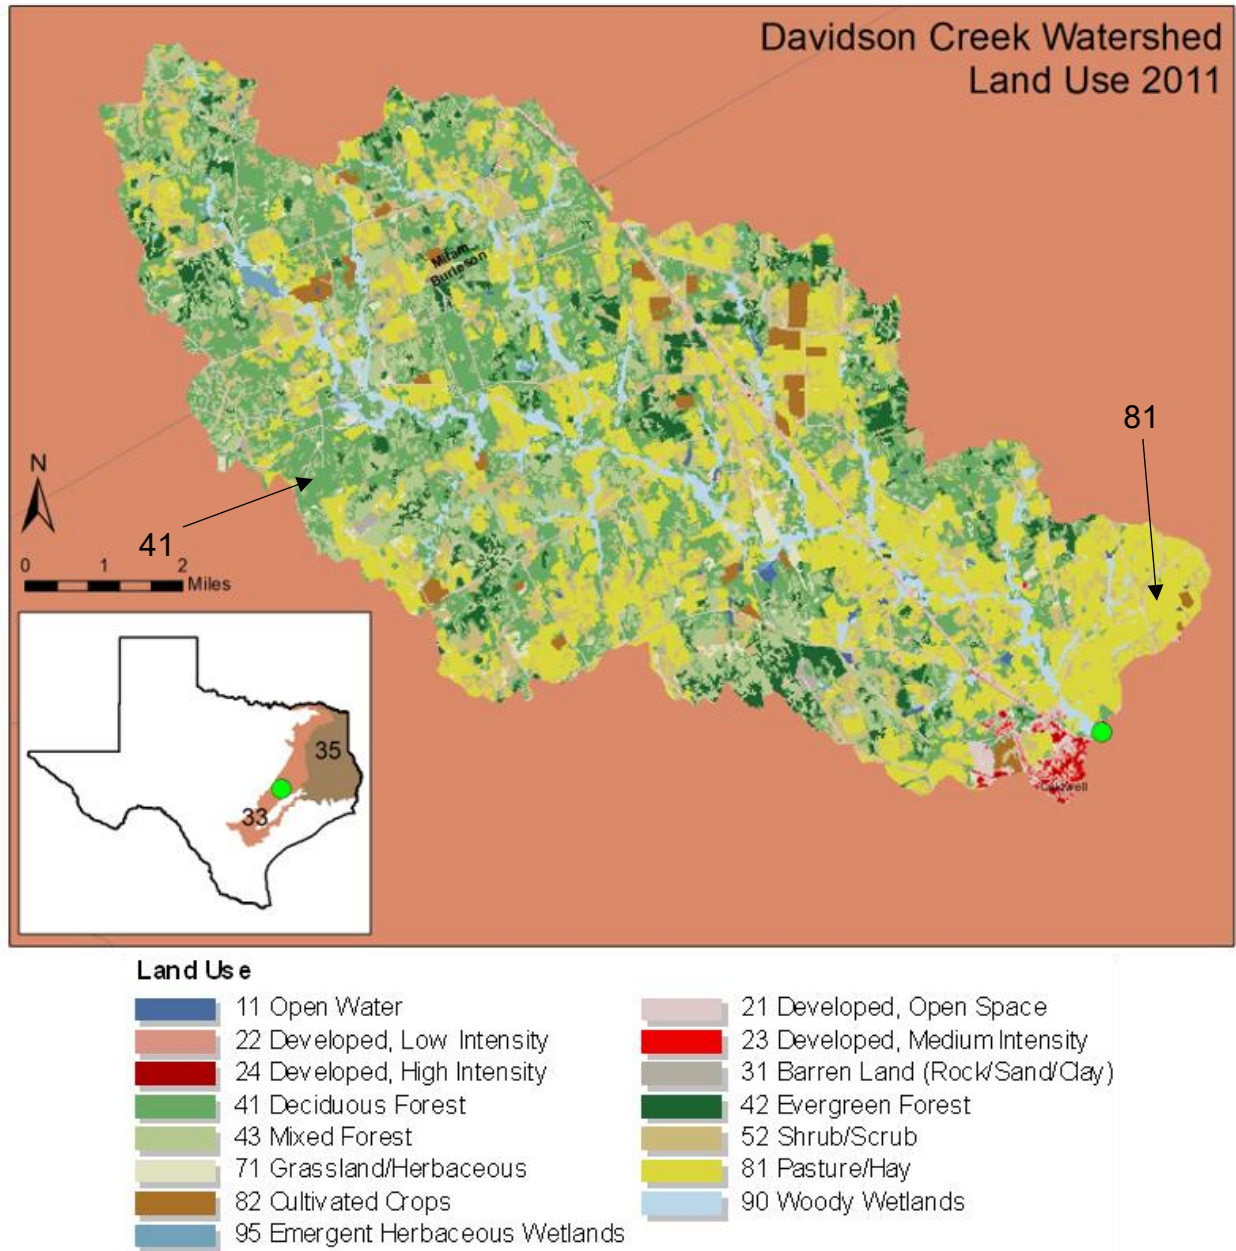 Davidson Creek Watershed
Land Use 2011
Milam
Burleson
81
N
41
0 1 2
Miles
35
33
Caldwell
Land Use
11 Open Water
21 Developed, Open Space
22 Developed, Low Intensity
23 Developed, Medium Intensity
24 Developed, High Intensity
31 Barren Land (Rock/Sand/Clay)
41 Deciduous Forest
42 Evergreen Forest
43 Mixed Forest
52 Shrub/Scrub
71 Grassland/Herbaceous
81 Pasture/Hay
82 Cultivated Crops
90 Woody Wetlands
95 Emergent Herbaceous Wetlands